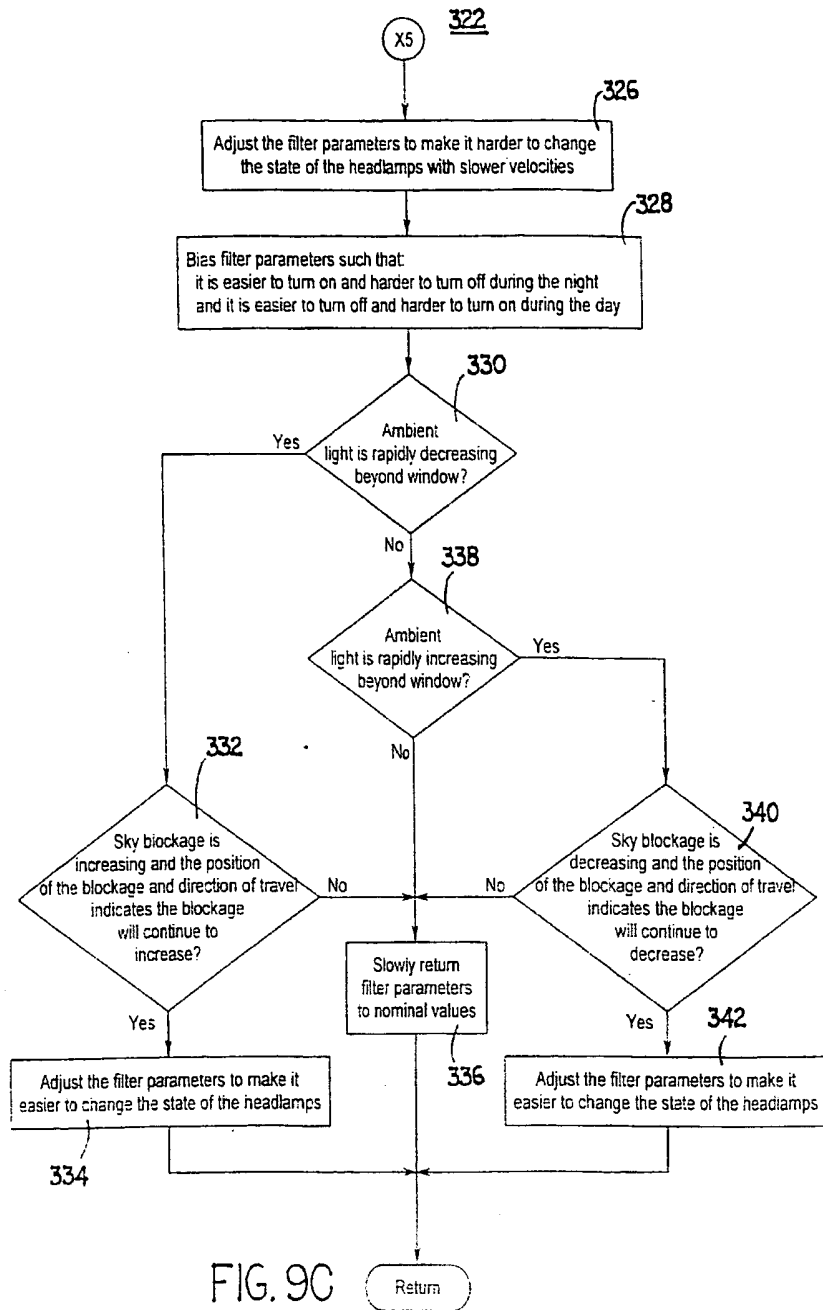 322
X5
326
Adjust the filter parameters to make it harder to change
the state of the headlamps with slower velocities
328
Bias filter parameters such that:
it is easier to turn on and harder to turn off during the night
and it is easier to turn off and harder to turn on during the day
330
Ambient
light is rapidly decreasing
beyond window?
Yes
No
338
Ambient
light is rapidly increasing
beyond window?
Yes
No
332
Sky blockage is
increasing and the position
of the blockage and direction of travel
indicates the blockage
will continue to
increase?
No
Yes
340
Sky blockage is
decreasing and the position
of the blockage and direction of travel
indicates the blockage
will continue to
decrease?
No
Yes
Slowly return
filter parameters
to nominal values
336
342
Adjust the filter parameters to make it
easier to change the state of the headlamps
334
Adjust the filter parameters to make it
easier to change the state of the headlamps
FIG. 9C
Return